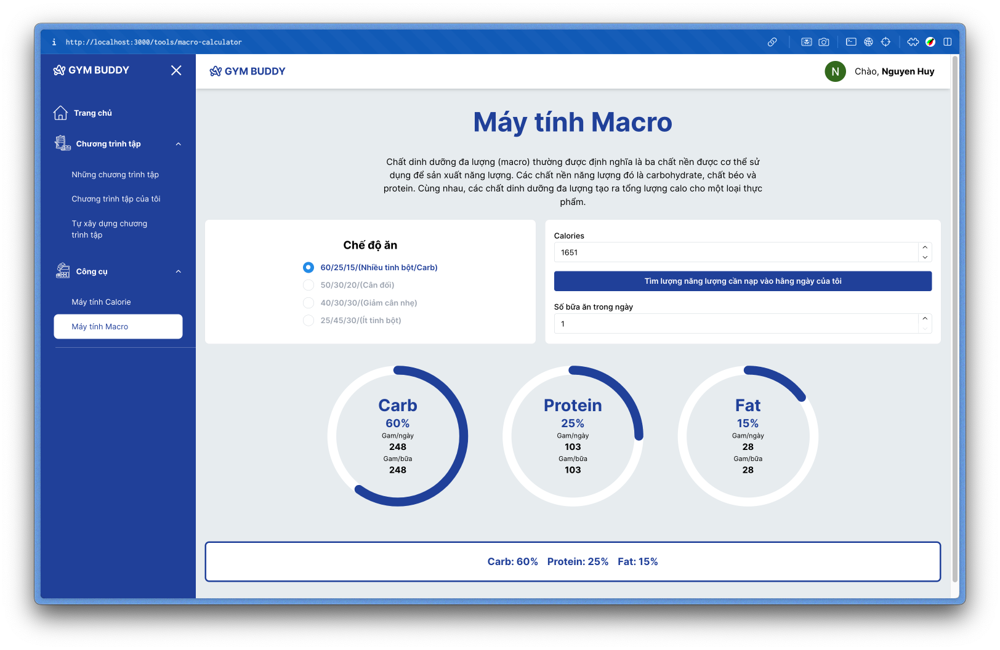 i http://localhost:3000/tools/macro-calculator
GYM BUDDY
Trang chủ
Chương trình tập
Những chương trình tập
Chương trình tập của tôi
Tự xây dựng chương
trình tập
Công cụ
Máy tính Calorie
Máy tính Macro
GYM BUDDY
N Chào, Nguyen Huy
Máy tính Macro
Chất dinh dưỡng đa lượng (macro) thường được định nghĩa là ba chất nền được cơ thể sử
dụng để sản xuất năng lượng. Các chất nền năng lượng đó là carbohydrate, chất béo và
protein. Cùng nhau, các chất dinh dưỡng đa lượng tạo ra tổng lượng calo cho một loại thực
phẩm.
Chế độ ăn
60/25/15/(Nhiều tinh bột/Carb)
50/30/20/(Cân đối)
40/30/30/(Giảm cân nhẹ)
25/45/30/(Ít tinh bột)
Calories
1651
Tìm lượng năng lượng cần nạp vào hằng ngày của tôi
Số bữa ăn trong ngày
1
Carb
60%
Gam/ngày
248
Gam/bữa
248
Protein
25%
Gam/ngày
103
Gam/bữa
103
Fat
15%
Gam/ngày
28
Gam/bữa
28
Carb: 60% Protein: 25% Fat: 15%